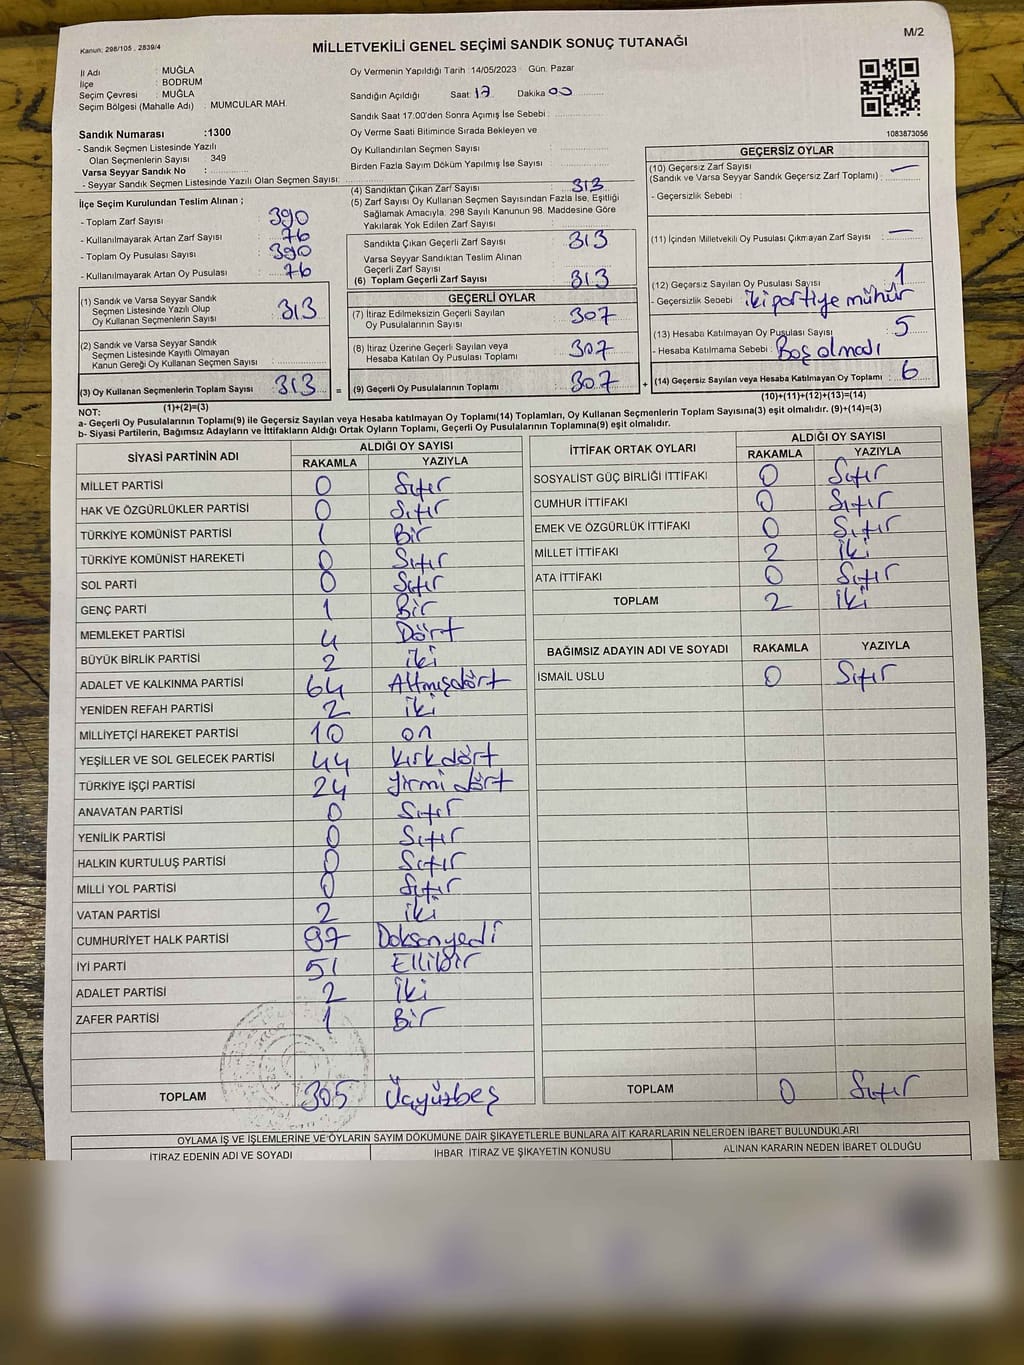 Kanun: 298/105 , 2839/4
MİLLETVEKİLİ GENEL SEÇİMİ SANDIK SONUÇ TUTANAĞI
M/2
İl Adı : MUĞLA
İlçe : BODRUM
Seçim Çevresi : MUĞLA
Seçim Bölgesi (Mahalle Adı) : MUMCULAR MAH.
Sandık Numarası :1300
- Sandık Seçmen Listesinde Yazılı
Olan Seçmenlerin Sayısı : 349
Varsa Seyyar Sandık No :
- Seyyar Sandık Seçmen Listesinde Yazılı Olan Seçmen Sayısı:
Oy Vermenin Yapıldığı Tarih :14/05/2023 Gün: Pazar
Sandığın Açıldığı Saat: 17 Dakika 00
Sandık Saat 17.00'den Sonra Açımış İse Sebebi :
Oy Verme Saati Bitiminde Sırada Bekleyen ve
Oy Kullandırılan Seçmen Sayısı :
Birden Fazla Sayım Döküm Yapılmış İse Sayısı :
1083873056
İlçe Seçim Kurulundan Teslim Alınan ;
- Toplam Zarf Sayısı : 390
- Kullanılmayarak Artan Zarf Sayısı : 76
- Toplam Oy Pusulası Sayısı : 390
- Kullanılmayarak Artan Oy Pusulası : 76
(1) Sandık ve Varsa Seyyar Sandık
Seçmen Listesinde Yazılı Olup
Oy Kullanan Seçmenlerin Sayısı : 313
(2) Sandık ve Varsa Seyyar Sandık
Seçmen Listesinde Kayıtlı Olmayan
Kanun Gereği Oy Kullanan Seçmen Sayısı :
(3) Oy Kullanan Seçmenlerin Toplam Sayısı : 313 =
(1)+(2)=(3)
(4) Sandıktan Çıkan Zarf Sayısı : 313
(5) Zarf Sayısı Oy Kullanan Seçmen Sayısından Fazla İse, Eşitliği
Sağlamak Amacıyla, 298 Sayılı Kanunun 98. Maddesine Göre
Yakılarak Yok Edilen Zarf Sayısı :
Sandıkta Çıkan Geçerli Zarf Sayısı : 313
Varsa Seyyar Sandıktan Teslim Alınan
Geçerli Zarf Sayısı :
(6) Toplam Geçerli Zarf Sayısı : 313
GEÇERLİ OYLAR
(7) İtiraz Edilmeksizin Geçerli Sayılan
Oy Pusulalarının Sayısı : 307
(8) İtiraz Üzerine Geçerli Sayılan veya
Hesaba Katılan Oy Pusulası Toplamı : 307
(9) Geçerli Oy Pusulalarının Toplamı : 307 +
GEÇERSİZ OYLAR
(10) Geçersiz Zarf Sayısı
(Sandık ve Varsa Seyyar Sandık Geçersiz Zarf Toplamı) : —
- Geçersizlik Sebebi :
(11) İçinden Milletvekili Oy Pusulası Çıkmayan Zarf Sayısı : —
(12) Geçersiz Sayılan Oy Pusulası Sayısı : 1
- Geçersizlik Sebebi : iki partiye mühür
(13) Hesaba Katılmayan Oy Pusulası Sayısı : 5
- Hesaba Katılmama Sebebi : Boş olmadı
(14) Geçersiz Sayılan veya Hesaba Katılmayan Oy Toplamı : 6
(10)+(11)+(12)+(13)=(14)
NOT:
a- Geçerli Oy Pusulalarının Toplamı(9) ile Geçersiz Sayılan veya Hesaba katılmayan Oy Toplamı(14) Toplamları, Oy Kullanan Seçmenlerin Toplam Sayısına(3) eşit olmalıdır. (9)+(14)=(3)
b- Siyasi Partilerin, Bağımsız Adayların ve İttifakların Aldığı Ortak Oyların Toplamı, Geçerli Oy Pusulalarının Toplamına(9) eşit olmalıdır.
SİYASİ PARTİNİN ADI ALDIĞI OY SAYISI
RAKAMLA YAZIYLA
MİLLET PARTİSİ 0 Sıfır
HAK VE ÖZGÜRLÜKLER PARTİSİ 0 Sıfır
TÜRKİYE KOMÜNİST PARTİSİ 1 Bir
TÜRKİYE KOMÜNİST HAREKETİ 0 Sıfır
SOL PARTİ 0 Sıfır
GENÇ PARTİ 1 Bir
MEMLEKET PARTİSİ 4 Dört
BÜYÜK BİRLİK PARTİSİ 2 iki
ADALET VE KALKINMA PARTİSİ 64 Altmışdört
YENİDEN REFAH PARTİSİ 2 iki
MİLLİYETÇİ HAREKET PARTİSİ 10 on
YEŞİLLER VE SOL GELECEK PARTİSİ 44 Kırkdört
TÜRKİYE İŞÇİ PARTİSİ 24 yirmi dört
ANAVATAN PARTİSİ 0 Sıfır
YENİLİK PARTİSİ 0 Sıfır
HALKIN KURTULUŞ PARTİSİ 0 Sıfır
MİLLİ YOL PARTİSİ 0 Sıfır
VATAN PARTİSİ 2 iki
CUMHURİYET HALK PARTİSİ 97 Doksanyedi
İYİ PARTİ 51 Ellibir
ADALET PARTİSİ 2 iki
ZAFER PARTİSİ 1 Bir
TOPLAM 305 Üçyüzbeş
İTTİFAK ORTAK OYLARI ALDIĞI OY SAYISI
RAKAMLA YAZIYLA
SOSYALİST GÜÇ BİRLİĞİ İTTİFAKI 0 Sıfır
CUMHUR İTTİFAKI 0 Sıfır
EMEK VE ÖZGÜRLÜK İTTİFAKI 0 Sıfır
MİLLET İTTİFAKI 2 iki
ATA İTTİFAKI 0 Sıfır
TOPLAM 2 iki
BAĞIMSIZ ADAYIN ADI VE SOYADI RAKAMLA YAZIYLA
İSMAİL USLU 0 Sıfır
TOPLAM 0 Sıfır
OYLAMA İŞ VE İŞLEMLERİNE VE OYLARIN SAYIM DÖKÜMÜNE DAİR ŞİKAYETLERLE BUNLARA AİT KARARLARIN NELERDEN İBARET BULUNDUKLARI
İTİRAZ EDENİN ADI VE SOYADI İHBAR İTİRAZ VE ŞİKAYETİN KONUSU ALINAN KARARIN NEDEN İBARET OLDUĞU